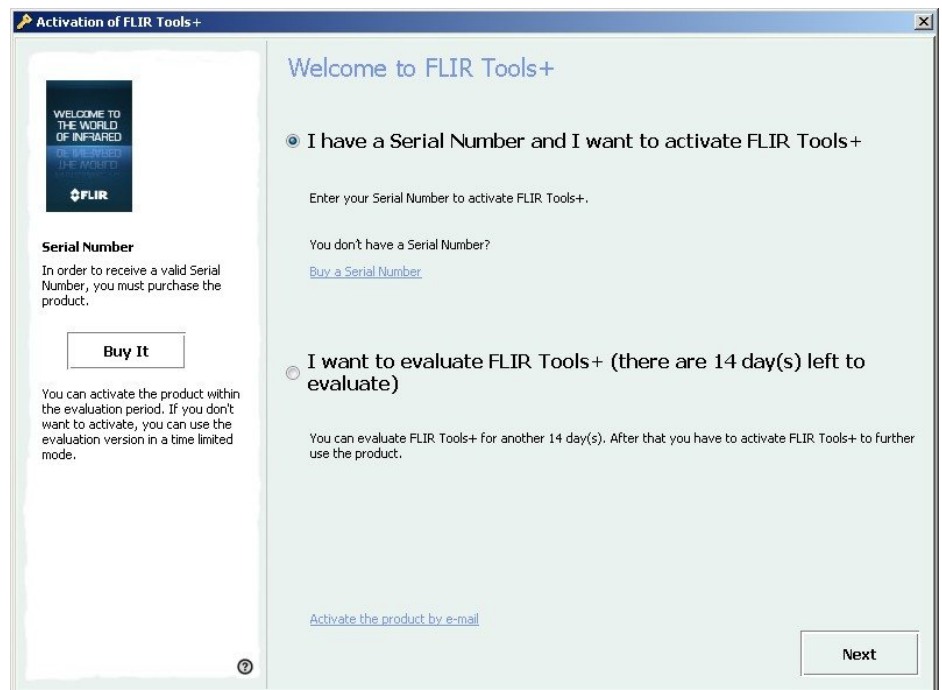 Activation of FLIR Tools+
WELCOME TO
THE WORLD
OF INFRARED
FLIR
Serial Number
In order to receive a valid Serial
Number, you must purchase the
product.
Buy It
You can activate the product within
the evaluation period. If you don't
want to activate, you can use the
evaluation version in a time limited
mode.
Welcome to FLIR Tools+
I have a Serial Number and I want to activate FLIR Tools+
Enter your Serial Number to activate FLIR Tools+.
You don't have a Serial Number?
Buy a Serial Number
I want to evaluate FLIR Tools+ (there are 14 day(s) left to
evaluate)
You can evaluate FLIR Tools+ for another 14 day(s). After that you have to activate FLIR Tools+ to further
use the product.
Activate the product by e-mail
Next